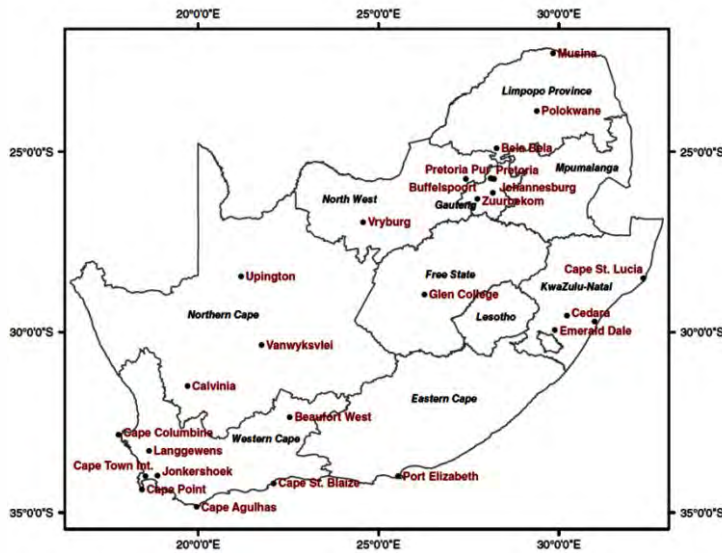 20°0'0"E 25°0'0"E 30°0'0"E
Musina
Limpopo Province
Polokwane
25°0'0"S 25°0'0"S
Bela Bela
Mpumalanga
Pretoria Pur Pretoria
Buffelspoort Johannesburg
North West
Gauteng Zuurbekom
Vryburg
Cape St. Lucia
Upington
Free State
KwaZulu-Natal
Glen College
Northern Cape
Lesotho
Cedara
30°0'0"S 30°0'0"S
Emerald Dale
Vanwyksvlei
Calvinia
Eastern Cape
Beaufort West
Cape Columbine
Western Cape
Langgewens
Cape Town Int.
Jonkershoek
Port Elizabeth
Cape Point
Cape St. Blaize
Cape Agulhas
35°0'0"S 35°0'0"S
20°0'0"E 25°0'0"E 30°0'0"E